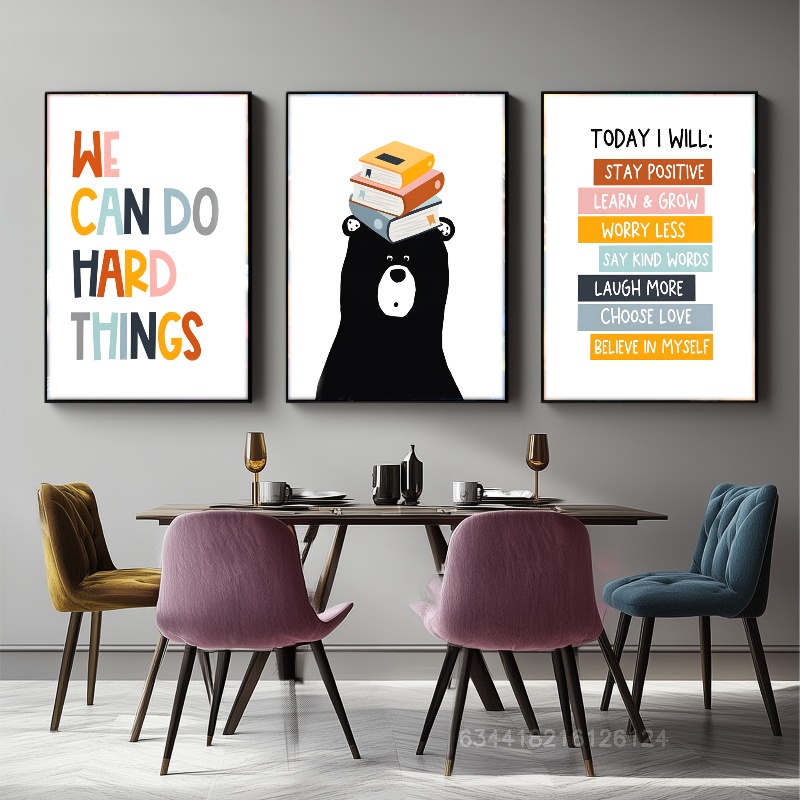 WE
CAN DO
HARD
THINGS
TODAY I WILL:
STAY POSITIVE
LEARN & GROW
WORRY LESS
SAY KIND WORDS
LAUGH MORE
CHOOSE LOVE
BELIEVE IN MYSELF
634418216126124